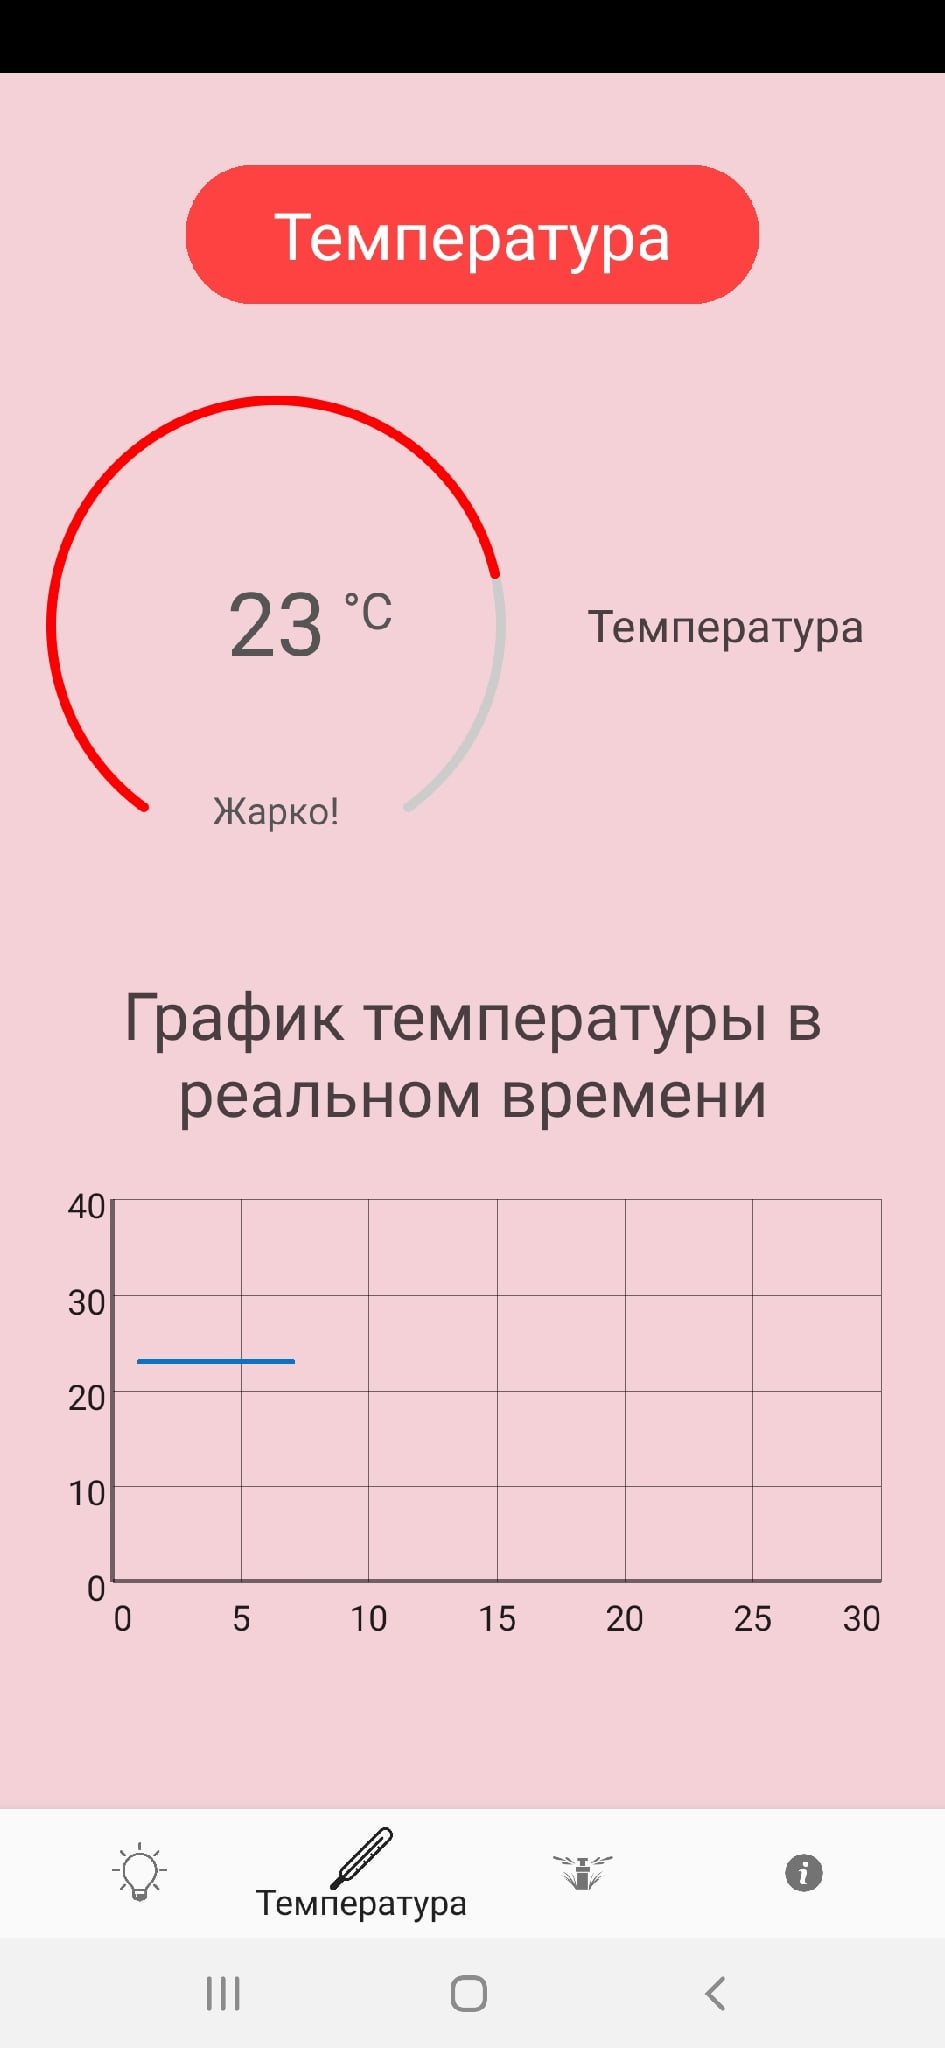 Температура
23 °C
Температура
Жарко!
График температуры в
реальном времени
40
30
20
10
0
0 5 10 15 20 25 30
Температура